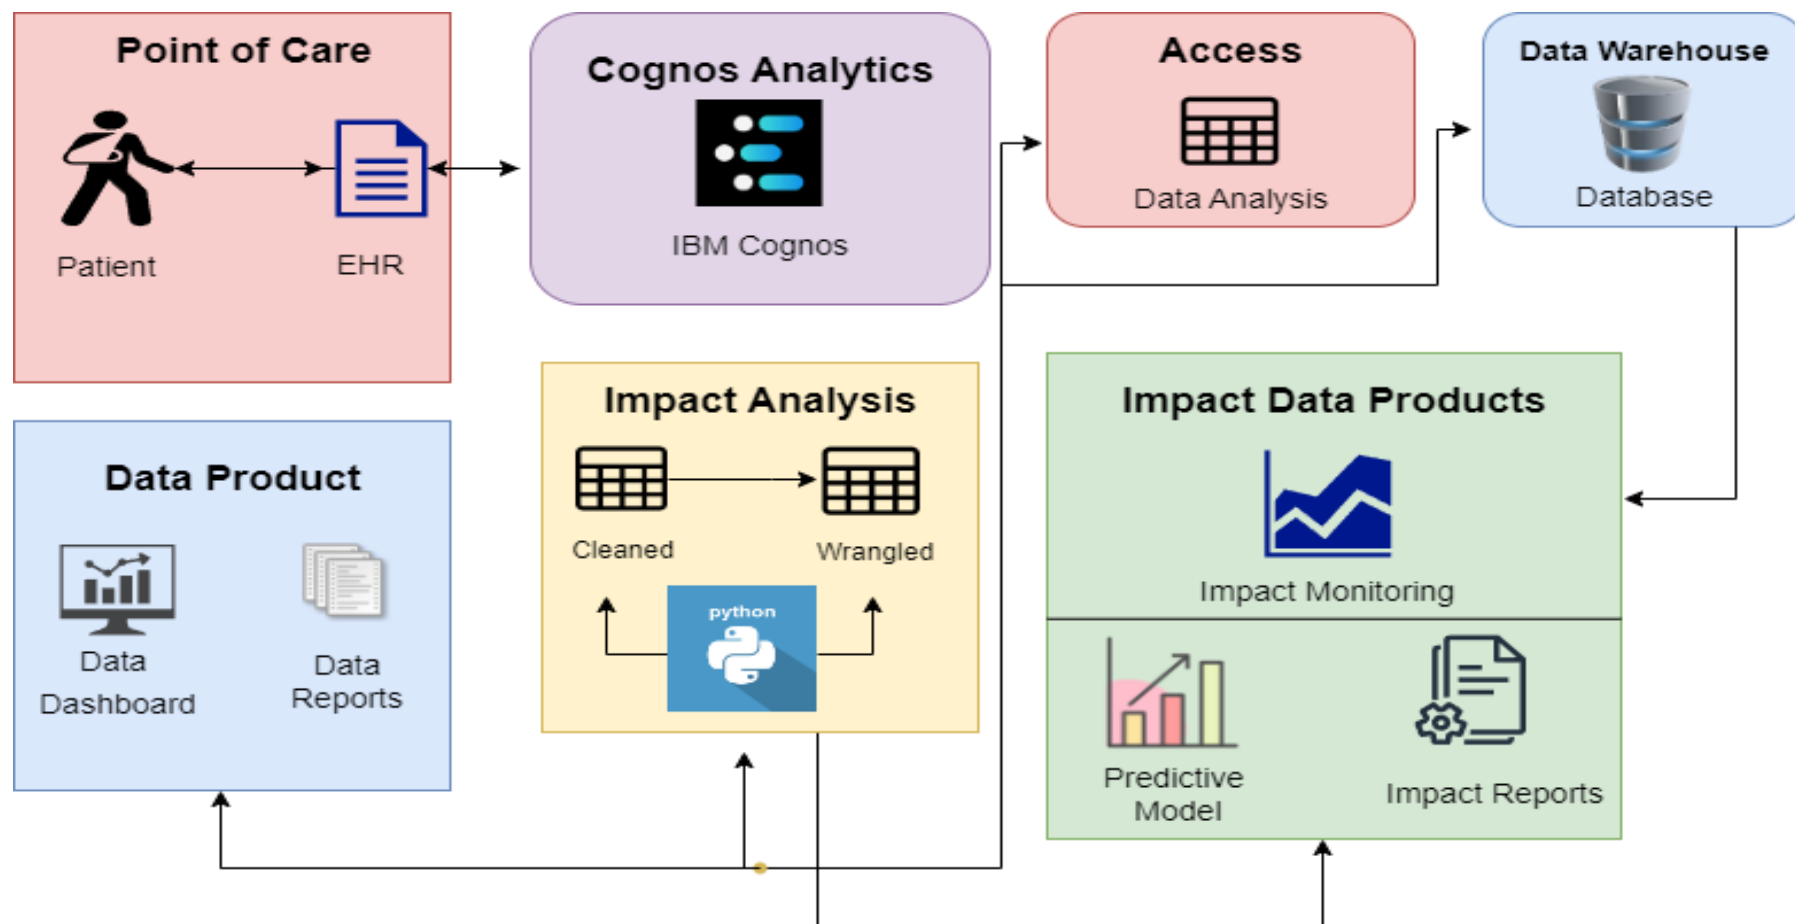 Point of Care
Patient
EHR
Cognos Analytics
IBM Cognos
Access
Data Analysis
Data Warehouse
Database
Data Product
Data
Dashboard
Data
Reports
Impact Analysis
Cleaned
Wrangled
python
Impact Data Products
Impact Monitoring
Predictive
Model
Impact Reports